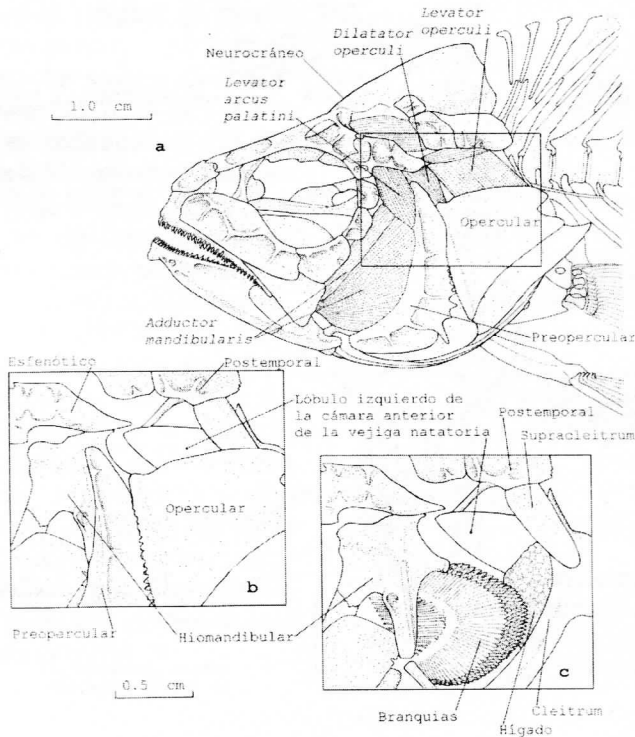 Levator
operculi
Dilatator
operculi
Neurocráneo
Levator
arcus
palatini
1.0 cm
a
Opercular
Adductor
mandibularis
Preopercular
Esfenótico
Postemporal
Lobulo izquierdo de
la cámara anterior
de la vejiga natatoria
Postemporal
Supracleitrum
Opercular
b
Preopercular
Hiomandibular
0.5 cm
c
Branquias
Cleitrum
Hígado